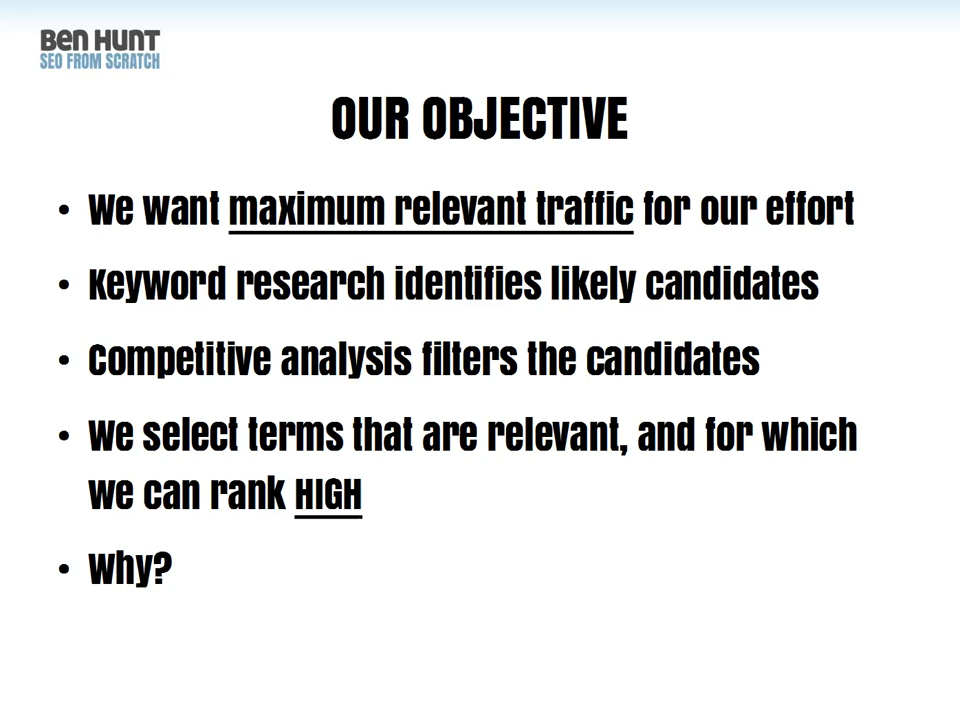 Ben Hunt
SEO FROM SCRATCH
OUR OBJECTIVE
• We want maximum relevant traffic for our effort
• Keyword research identifies likely candidates
• Competitive analysis filters the candidates
• We select terms that are relevant, and for which
we can rank HIGH
• Why?